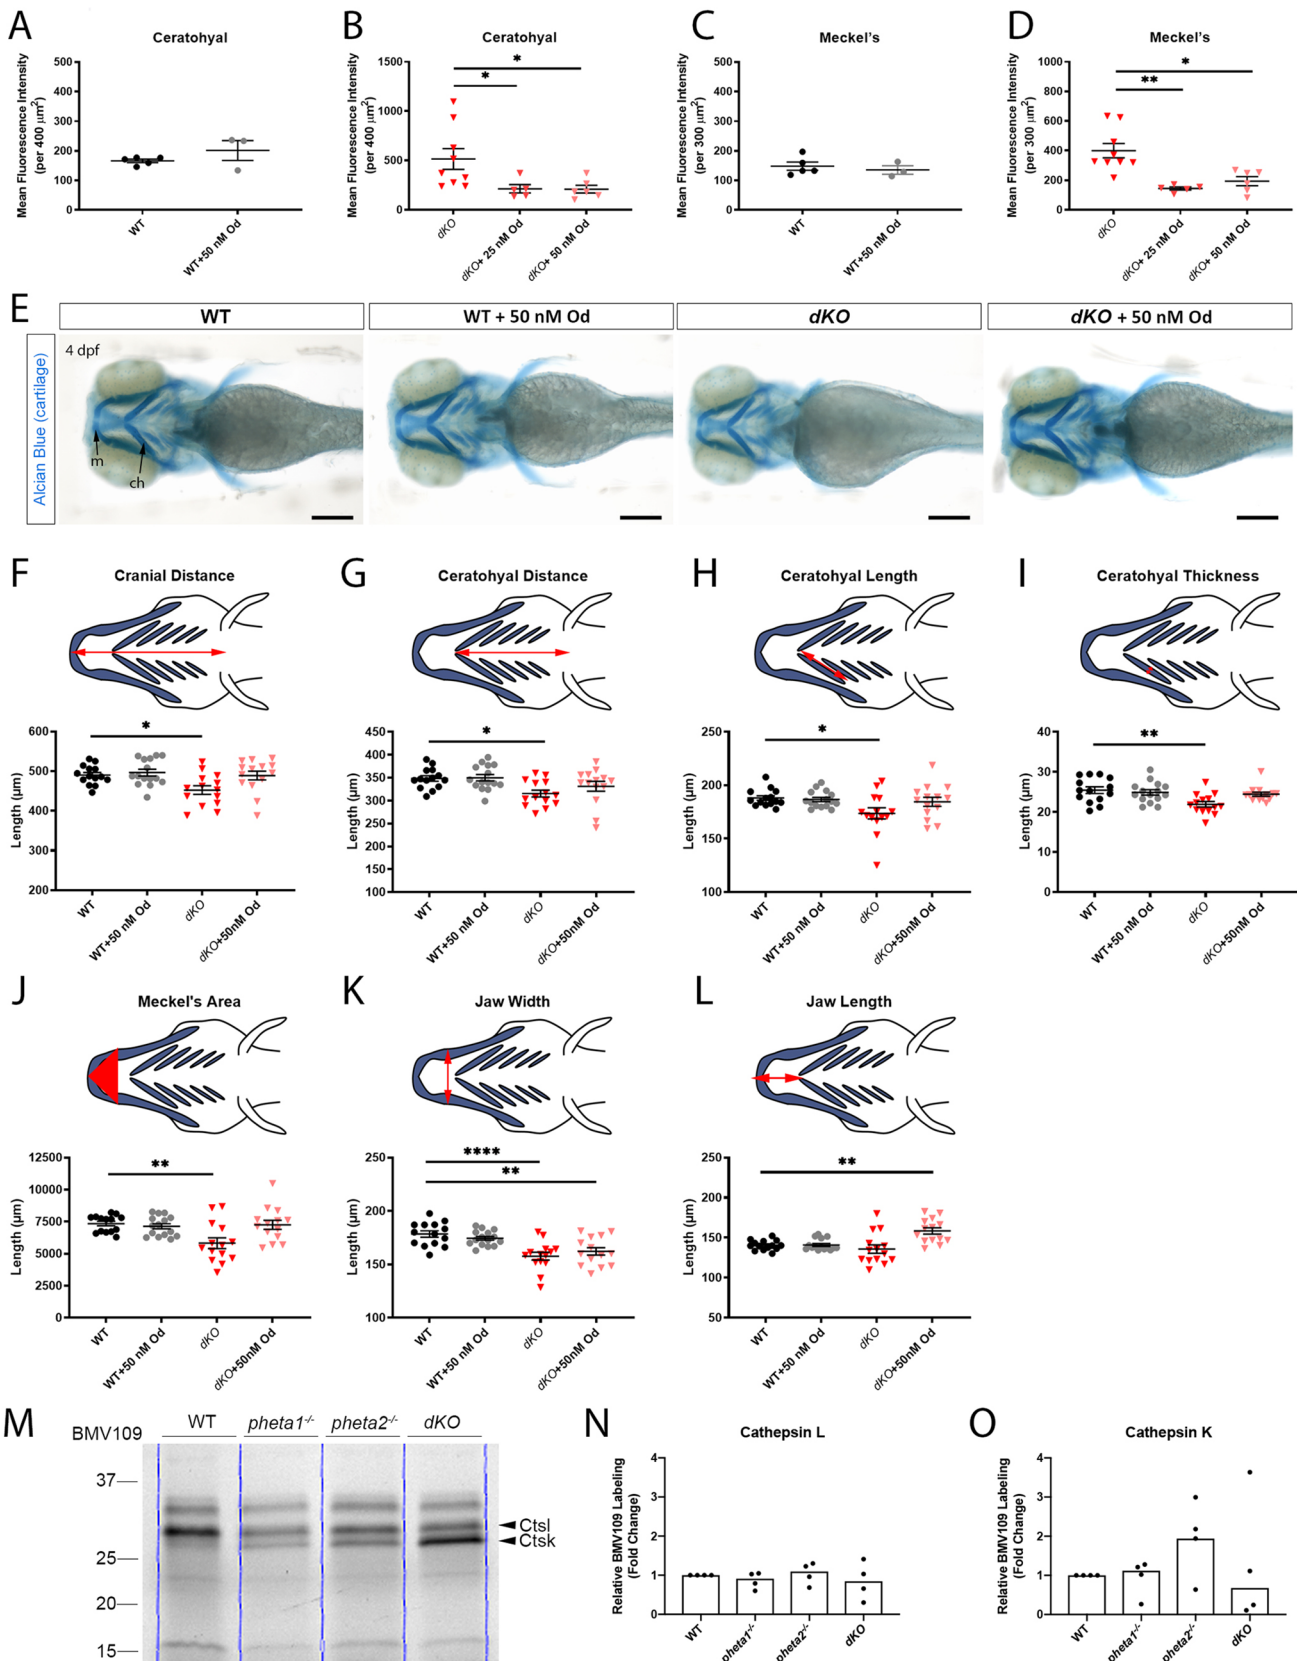 A
Ceratohyal
Mean Fluorescence Intensity
(per 400 µm²)
500
400
300
200
100
0
WT
WT+50 nM Od
B
Ceratohyal
Mean Fluorescence Intensity
(per 400 µm²)
1500
1000
500
0
*
*
dKO
dKO+ 25 nM Od
dKO+ 50 nM Od
C
Meckel's
Mean Fluorescence Intensity
(per 300 µm²)
500
400
300
200
100
0
WT
WT+50 nM Od
D
Meckel's
Mean Fluorescence Intensity
(per 300 µm²)
1000
800
600
400
200
0
*
**
dKO
dKO+ 25 nM Od
dKO+ 50 nM Od
E
WT
WT + 50 nM Od
dKO
dKO + 50 nM Od
Alcian Blue (cartilage)
4 dpf
m
ch
F
Cranial Distance
Length (µm)
600
500
400
300
200
*
WT
WT+50 nM Od
dKO
dKO+50nM Od
G
Ceratohyal Distance
Length (µm)
450
400
350
300
250
200
150
100
*
WT
WT+50 nM Od
dKO
dKO+50nM Od
H
Ceratohyal Length
Length (µm)
250
200
150
100
*
WT
WT+50 nM Od
dKO
dKO+50nM Od
I
Ceratohyal Thickness
Length (µm)
40
30
20
10
0
**
WT
WT+50 nM Od
dKO
dKO+50nM Od
J
Meckel's Area
Length (µm)
12500
10000
7500
5000
2500
0
**
WT
WT+50 nM Od
dKO
dKO+50nM Od
K
Jaw Width
Length (µm)
250
200
150
100
****
**
WT
WT+50 nM Od
dKO
dKO+50nM Od
L
Jaw Length
Length (µm)
250
200
150
100
50
**
WT
WT+50 nM Od
dKO
dKO+50nM Od
M
BMV109
WT
pheta1-/-
pheta2-/-
dKO
37
25
20
15
Ctsl
Ctsk
N
Cathepsin L
Relative BMV109 Labeling
(Fold Change)
4
3
2
1
0
WT
pheta1-/-
pheta2-/-
dKO
O
Cathepsin K
Relative BMV109 Labeling
(Fold Change)
4
3
2
1
0
WT
pheta1-/-
pheta2-/-
dKO